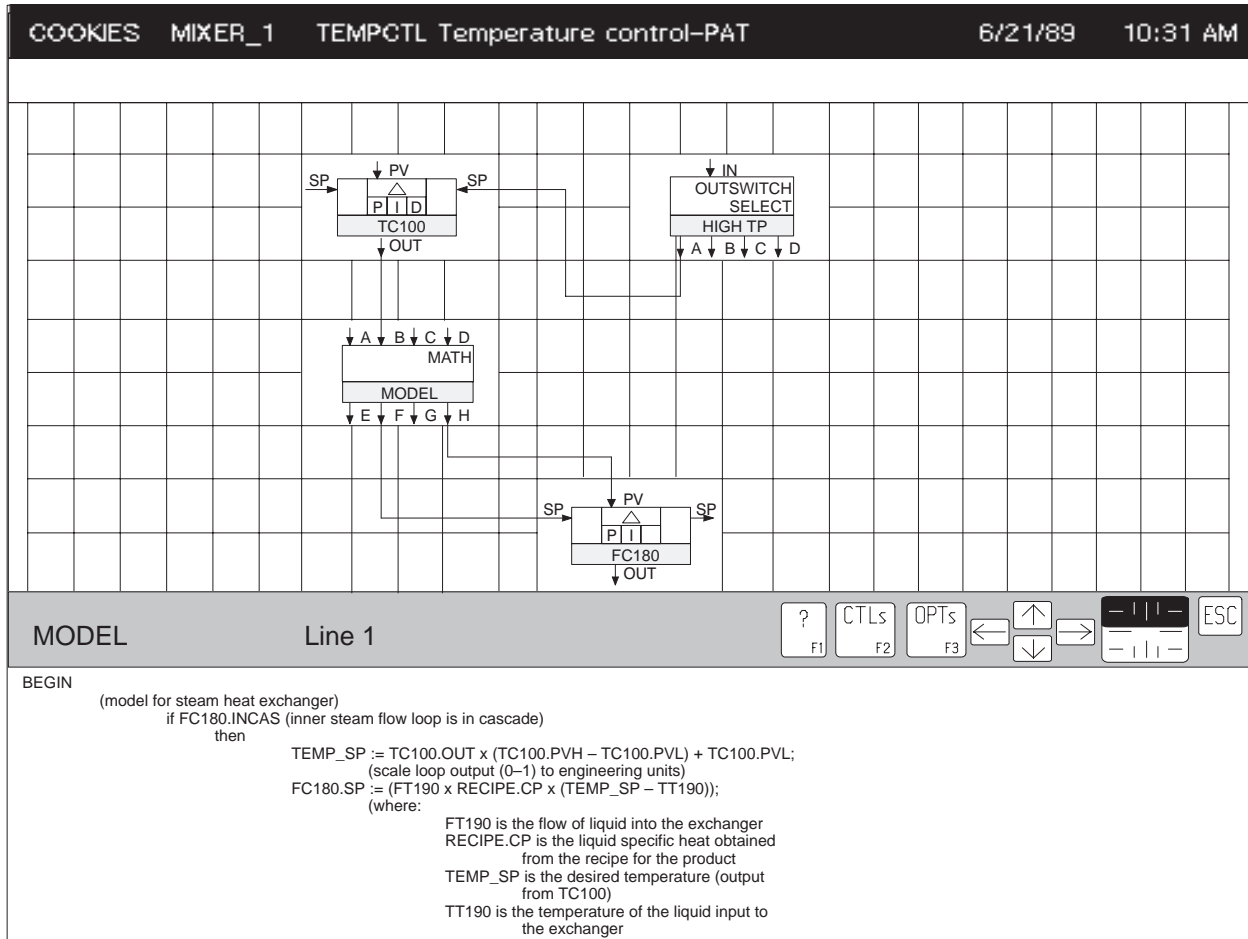 COOKIES MIXER_1 TEMPCTL Temperature control–PAT 6/21/89 10:31 AM
PV
SP
SP
P I D
TC100
OUT
IN
OUTSWITCH
SELECT
HIGH TP
A B C D
A B C D
MATH
MODEL
E F G H
PV
SP
SP
P I
FC180
OUT
MODEL Line 1
? F1
CTLs F2
OPTs F3
ESC
BEGIN
(model for steam heat exchanger)
if FC180.INCAS (inner steam flow loop is in cascade)
then
TEMP_SP := TC100.OUT x (TC100.PVH – TC100.PVL) + TC100.PVL;
(scale loop output (0–1) to engineering units)
FC180.SP := (FT190 x RECIPE.CP x (TEMP_SP – TT190));
(where:
FT190 is the flow of liquid into the exchanger
RECIPE.CP is the liquid specific heat obtained
from the recipe for the product
TEMP_SP is the desired temperature (output
from TC100)
TT190 is the temperature of the liquid input to
the exchanger